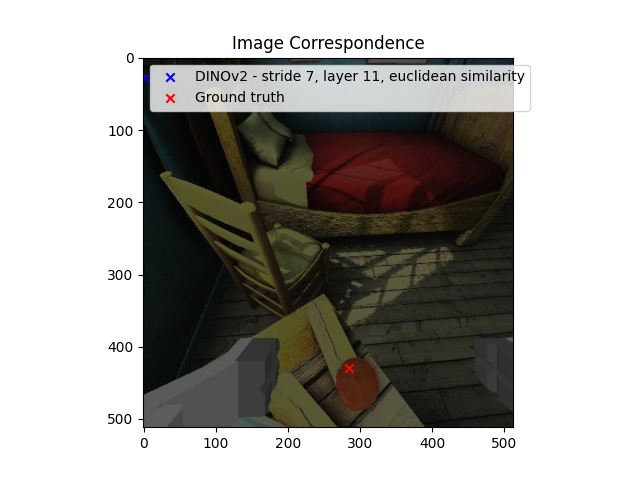 Image Correspondence
DINOv2 - stride 7, layer 11, euclidean similarity
Ground truth
0
100
200
300
400
500
0 100 200 300 400 500